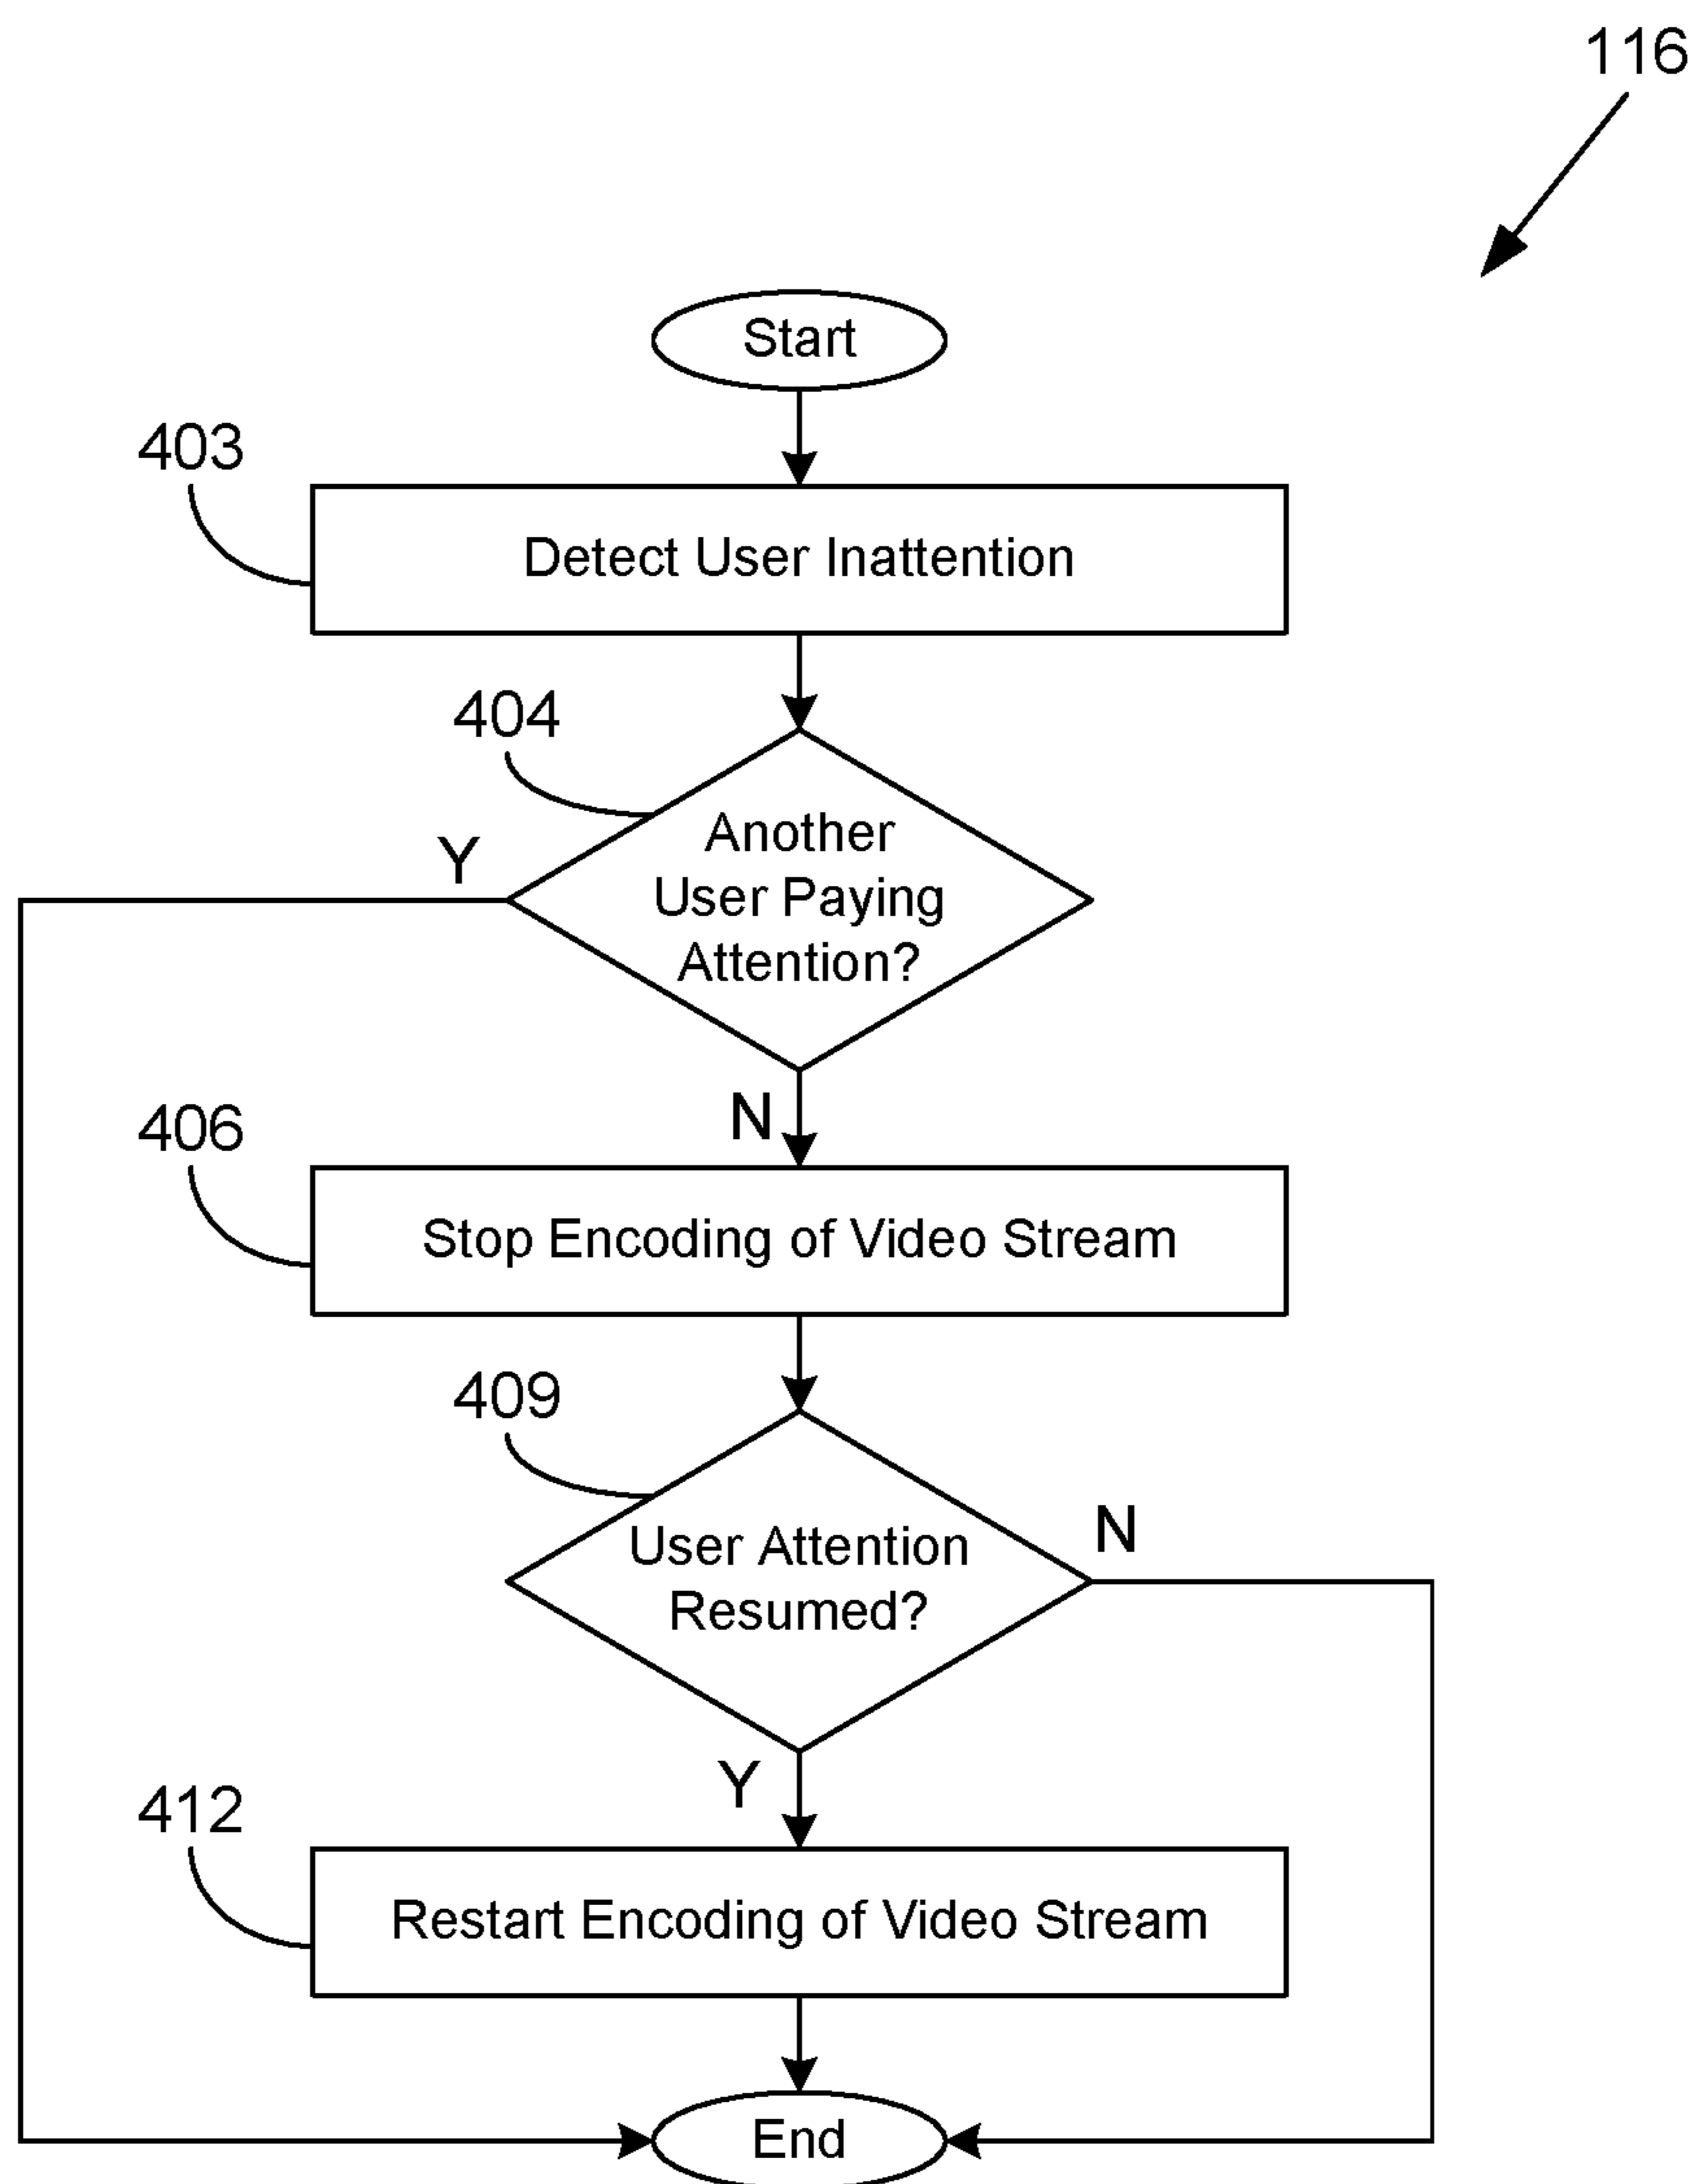 116
Start
403
Detect User Inattention
404
Another
User Paying
Attention?
Y
N
406
Stop Encoding of Video Stream
409
User Attention
Resumed?
N
Y
412
Restart Encoding of Video Stream
End